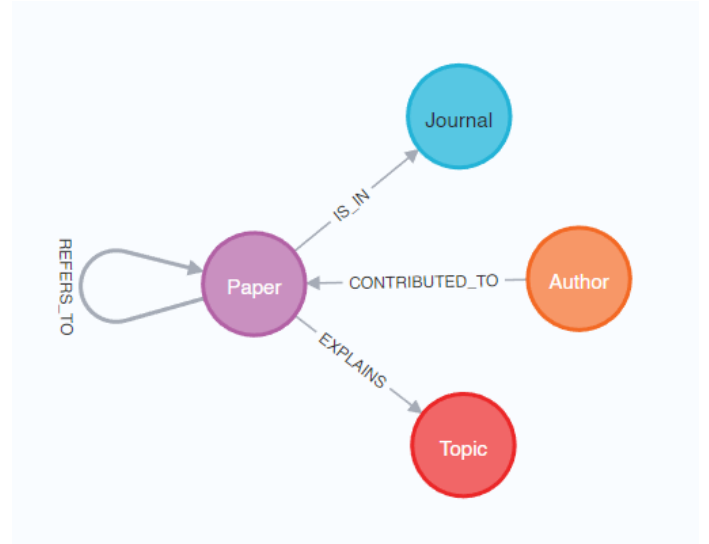 Journal
IS_IN
REFERS_TO
Paper
CONTRIBUTED_TO
Author
EXPLAINS
Topic